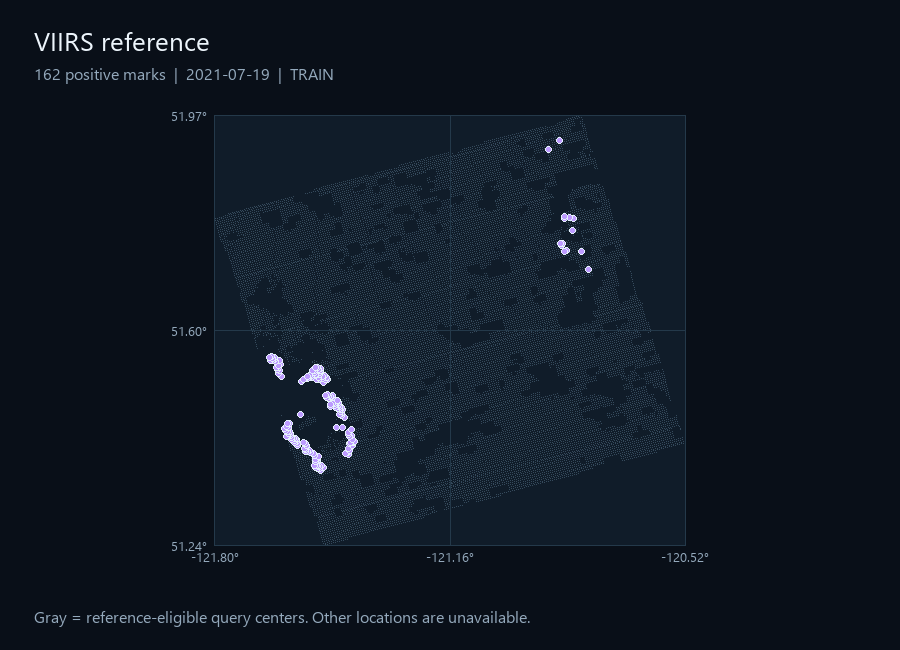 VIIRS reference
162 positive marks | 2021-07-19 | TRAIN
51.97°
51.60°
51.24°
-121.80°
-121.16°
-120.52°
Gray = reference-eligible query centers. Other locations are unavailable.